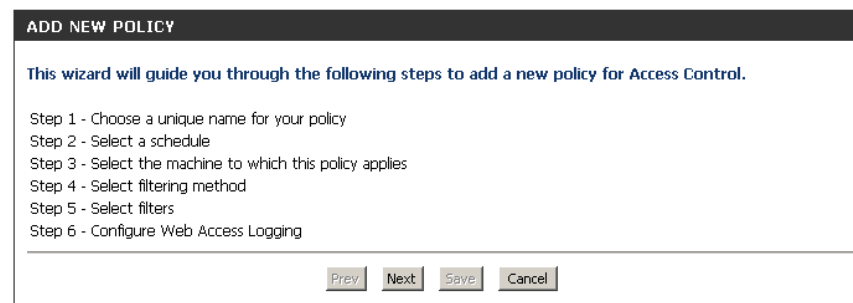 ADD NEW POLICY
This wizard will guide you through the following steps to add a new policy for Access Control.
Step 1 - Choose a unique name for your policy
Step 2 - Select a schedule
Step 3 - Select the machine to which this policy applies
Step 4 - Select filtering method
Step 5 - Select filters
Step 6 - Configure Web Access Logging
Prev Next Save Cancel